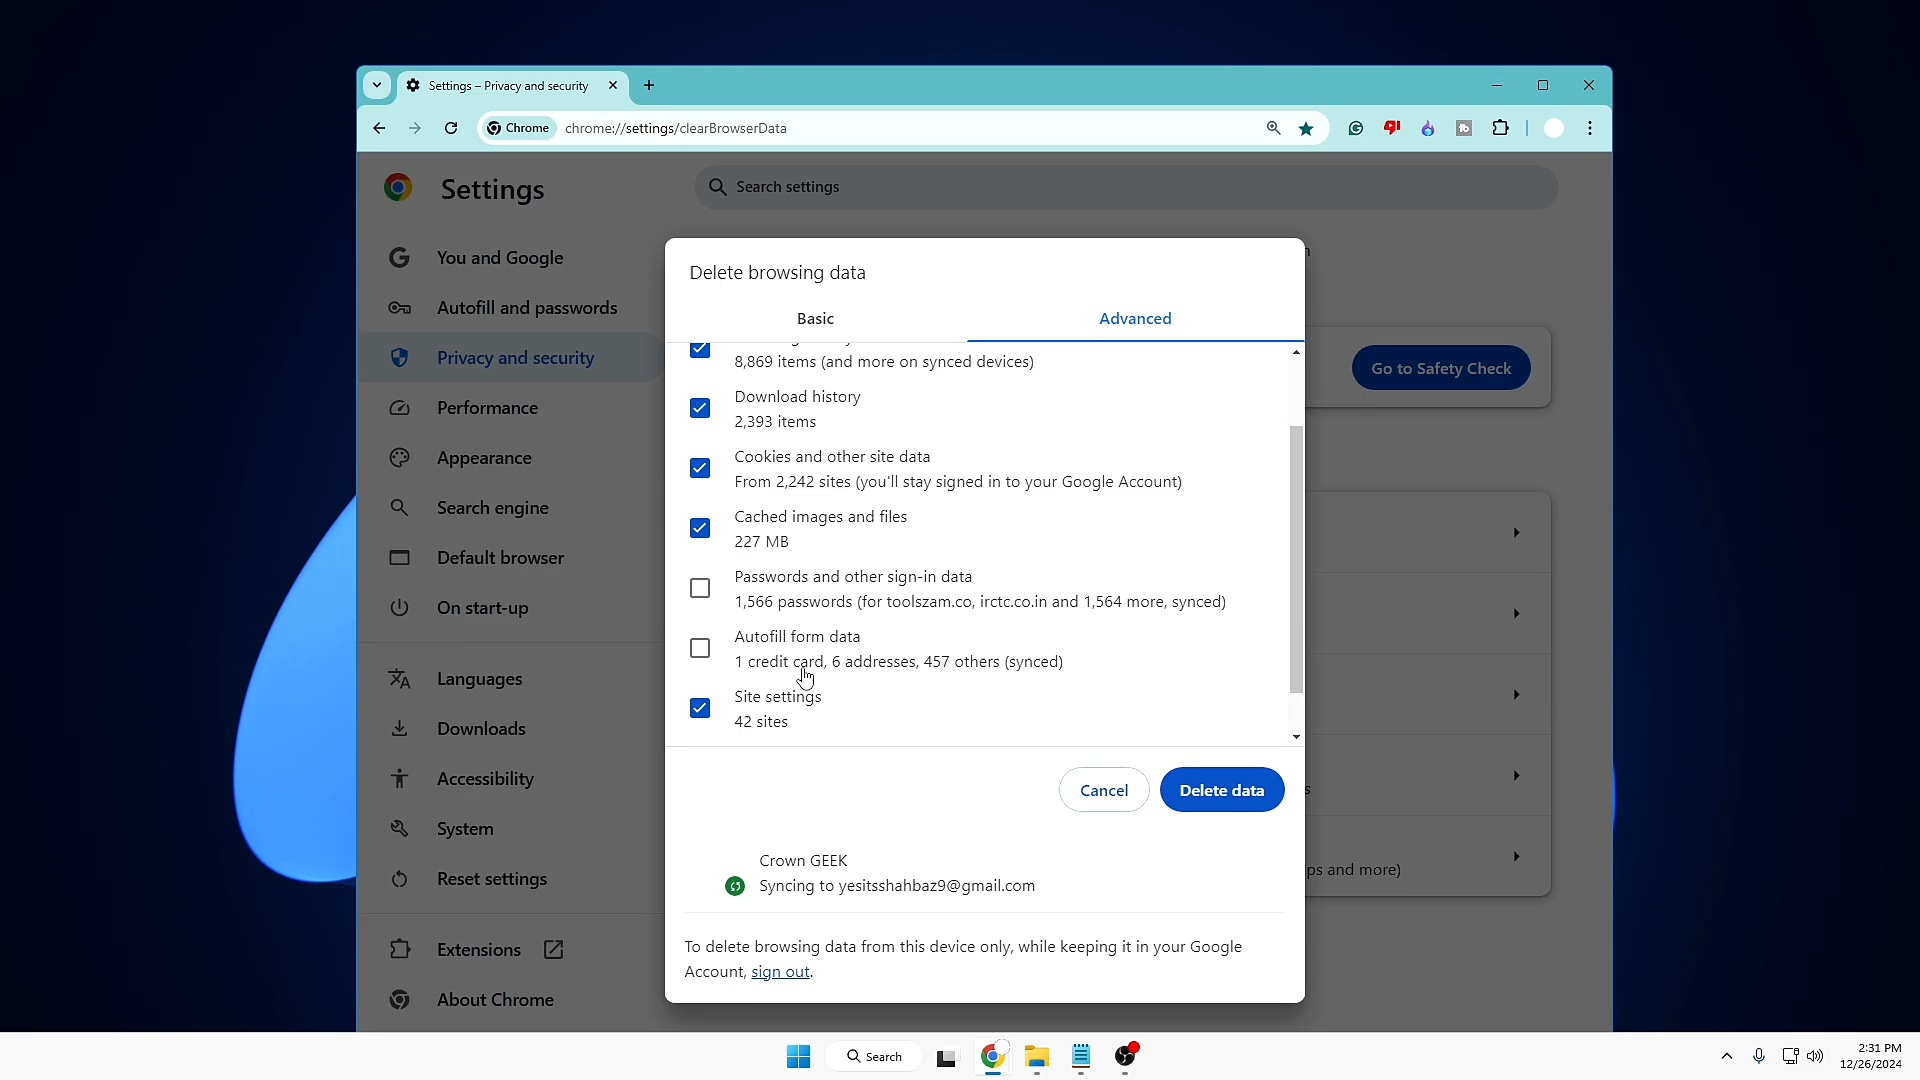 Settings – Privacy and security
Chrome
chrome://settings/clearBrowserData
Settings
Search settings
You and Google
Autofill and passwords
Privacy and security
Performance
Appearance
Search engine
Default browser
On start-up
Languages
Downloads
Accessibility
System
Reset settings
Extensions
About Chrome
Go to Safety Check
ps and more)
Delete browsing data
Basic
Advanced
8,869 items (and more on synced devices)
Download history
2,393 items
Cookies and other site data
From 2,242 sites (you'll stay signed in to your Google Account)
Cached images and files
227 MB
Passwords and other sign-in data
1,566 passwords (for toolszam.co, irctc.co.in and 1,564 more, synced)
Autofill form data
1 credit card, 6 addresses, 457 others (synced)
Site settings
42 sites
Cancel
Delete data
Crown GEEK
Syncing to yesitsshahbaz9@gmail.com
To delete browsing data from this device only, while keeping it in your Google
Account, sign out.
Search
2:31 PM
12/26/2024